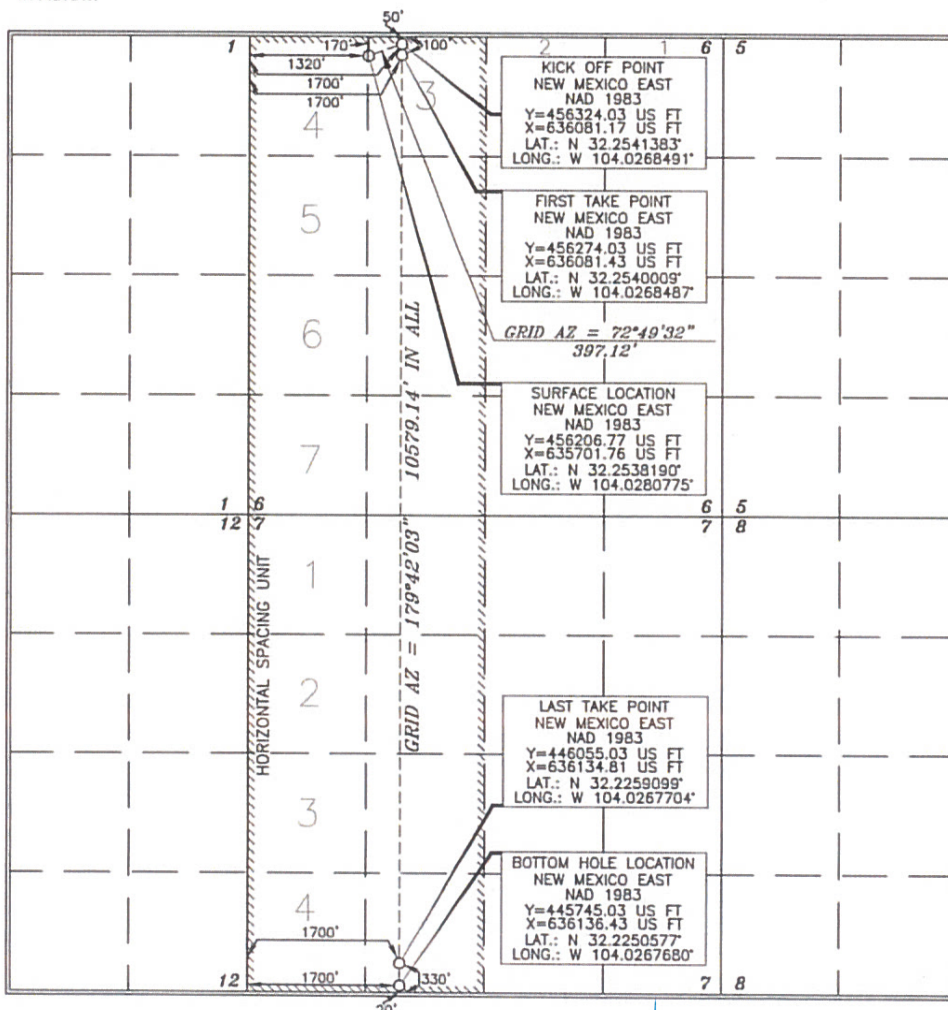 50'
1
170'
100'
2
1
6
5
1320'
1700'
1700'
3
4
KICK OFF POINT
NEW MEXICO EAST
NAD 1983
Y=456324.03 US FT
X=636081.17 US FT
LAT.: N 32.2541383°
LONG.: W 104.0268491°
5
FIRST TAKE POINT
NEW MEXICO EAST
NAD 1983
Y=456274.03 US FT
X=636081.43 US FT
LAT.: N 32.2540009°
LONG.: W 104.0268487°
6
10579.14' IN ALL
GRID AZ = 72°49'32"
397.12'
SURFACE LOCATION
NEW MEXICO EAST
NAD 1983
Y=456206.77 US FT
X=635701.76 US FT
LAT.: N 32.2538190°
LONG.: W 104.0280775°
7
1
6
6
5
12
7
7
8
HORIZONTAL SPACING UNIT
1
GRID AZ = 179°42'03"
2
LAST TAKE POINT
NEW MEXICO EAST
NAD 1983
Y=446055.03 US FT
X=636134.81 US FT
LAT.: N 32.2259099°
LONG.: W 104.0267704°
3
BOTTOM HOLE LOCATION
NEW MEXICO EAST
NAD 1983
Y=445745.03 US FT
X=636136.43 US FT
LAT.: N 32.2250577°
LONG.: W 104.0267680°
4
1700'
12
1700'
330'
7
8